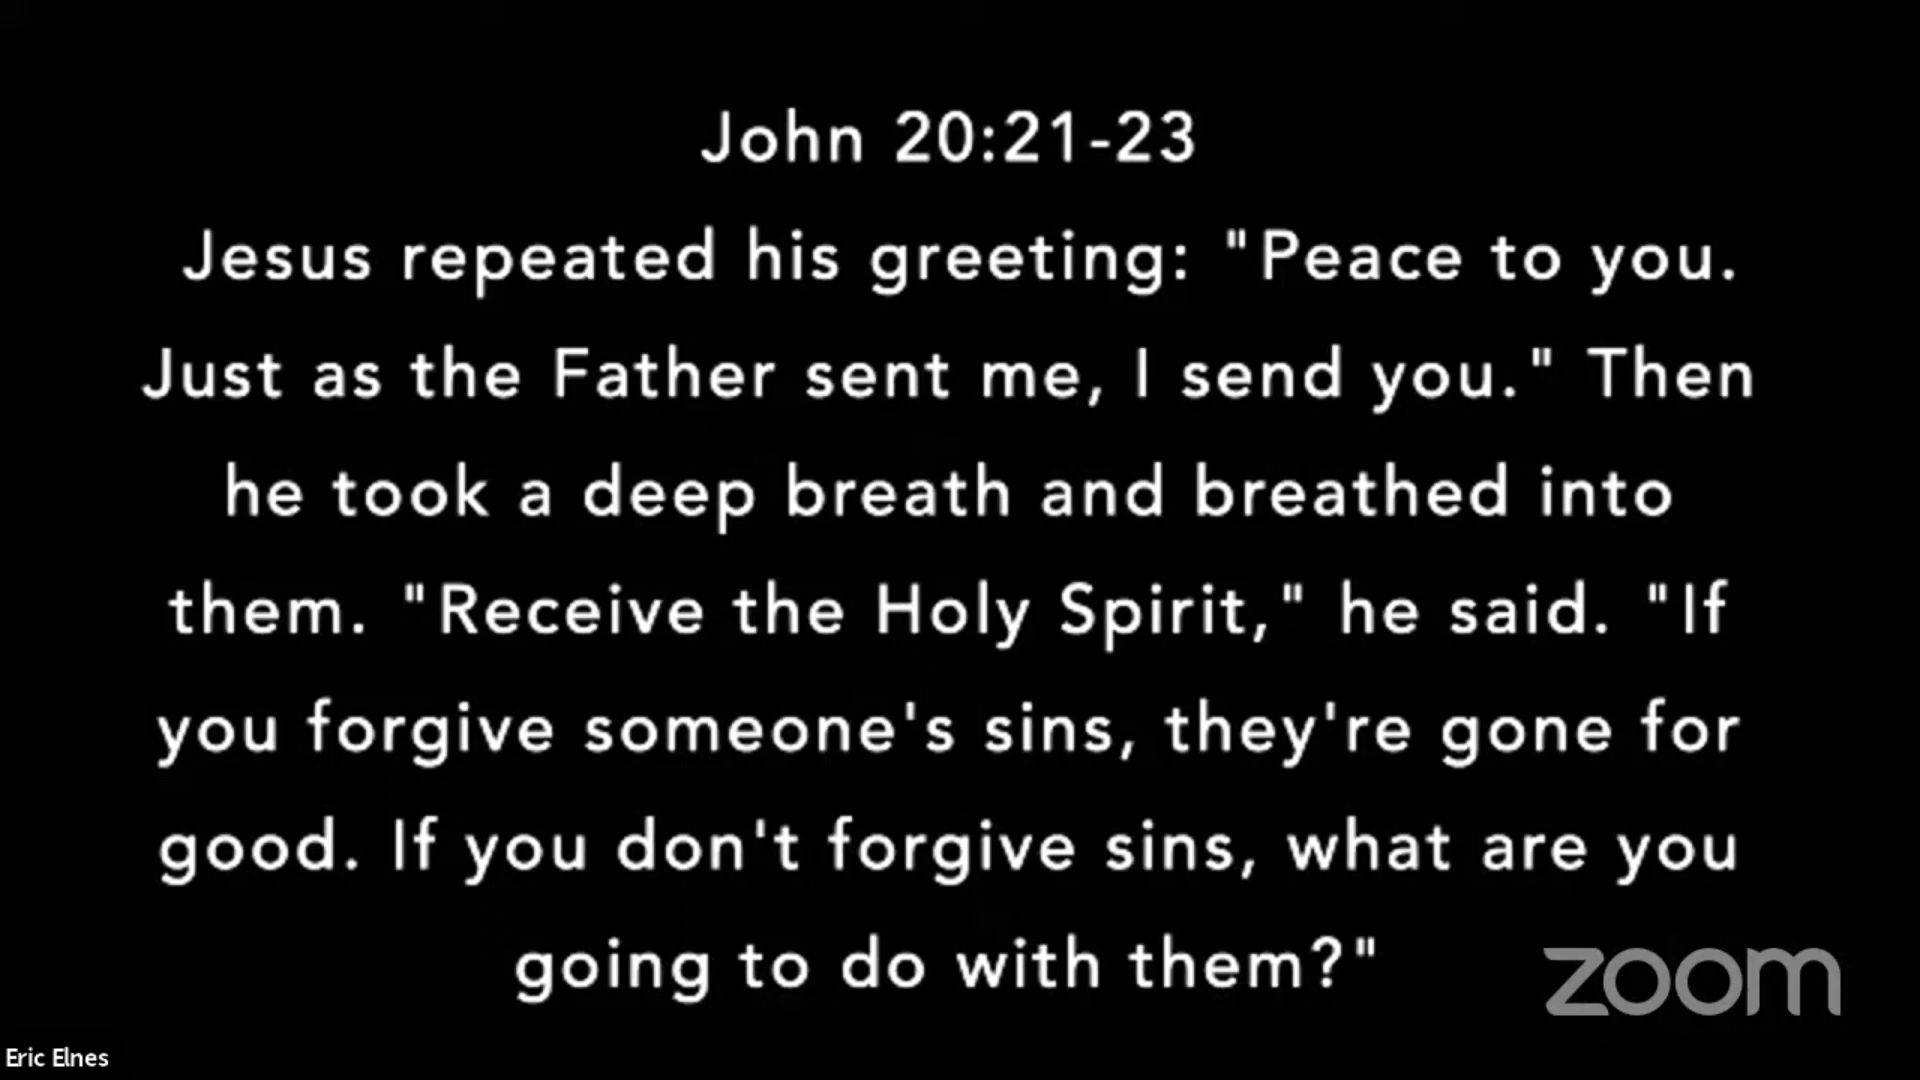 John 20:21-23
Jesus repeated his greeting: "Peace to you.
Just as the Father sent me, I send you." Then
he took a deep breath and breathed into
them. "Receive the Holy Spirit," he said. "If
you forgive someone's sins, they're gone for
good. If you don't forgive sins, what are you
going to do with them?"
zoom
Eric Elnes